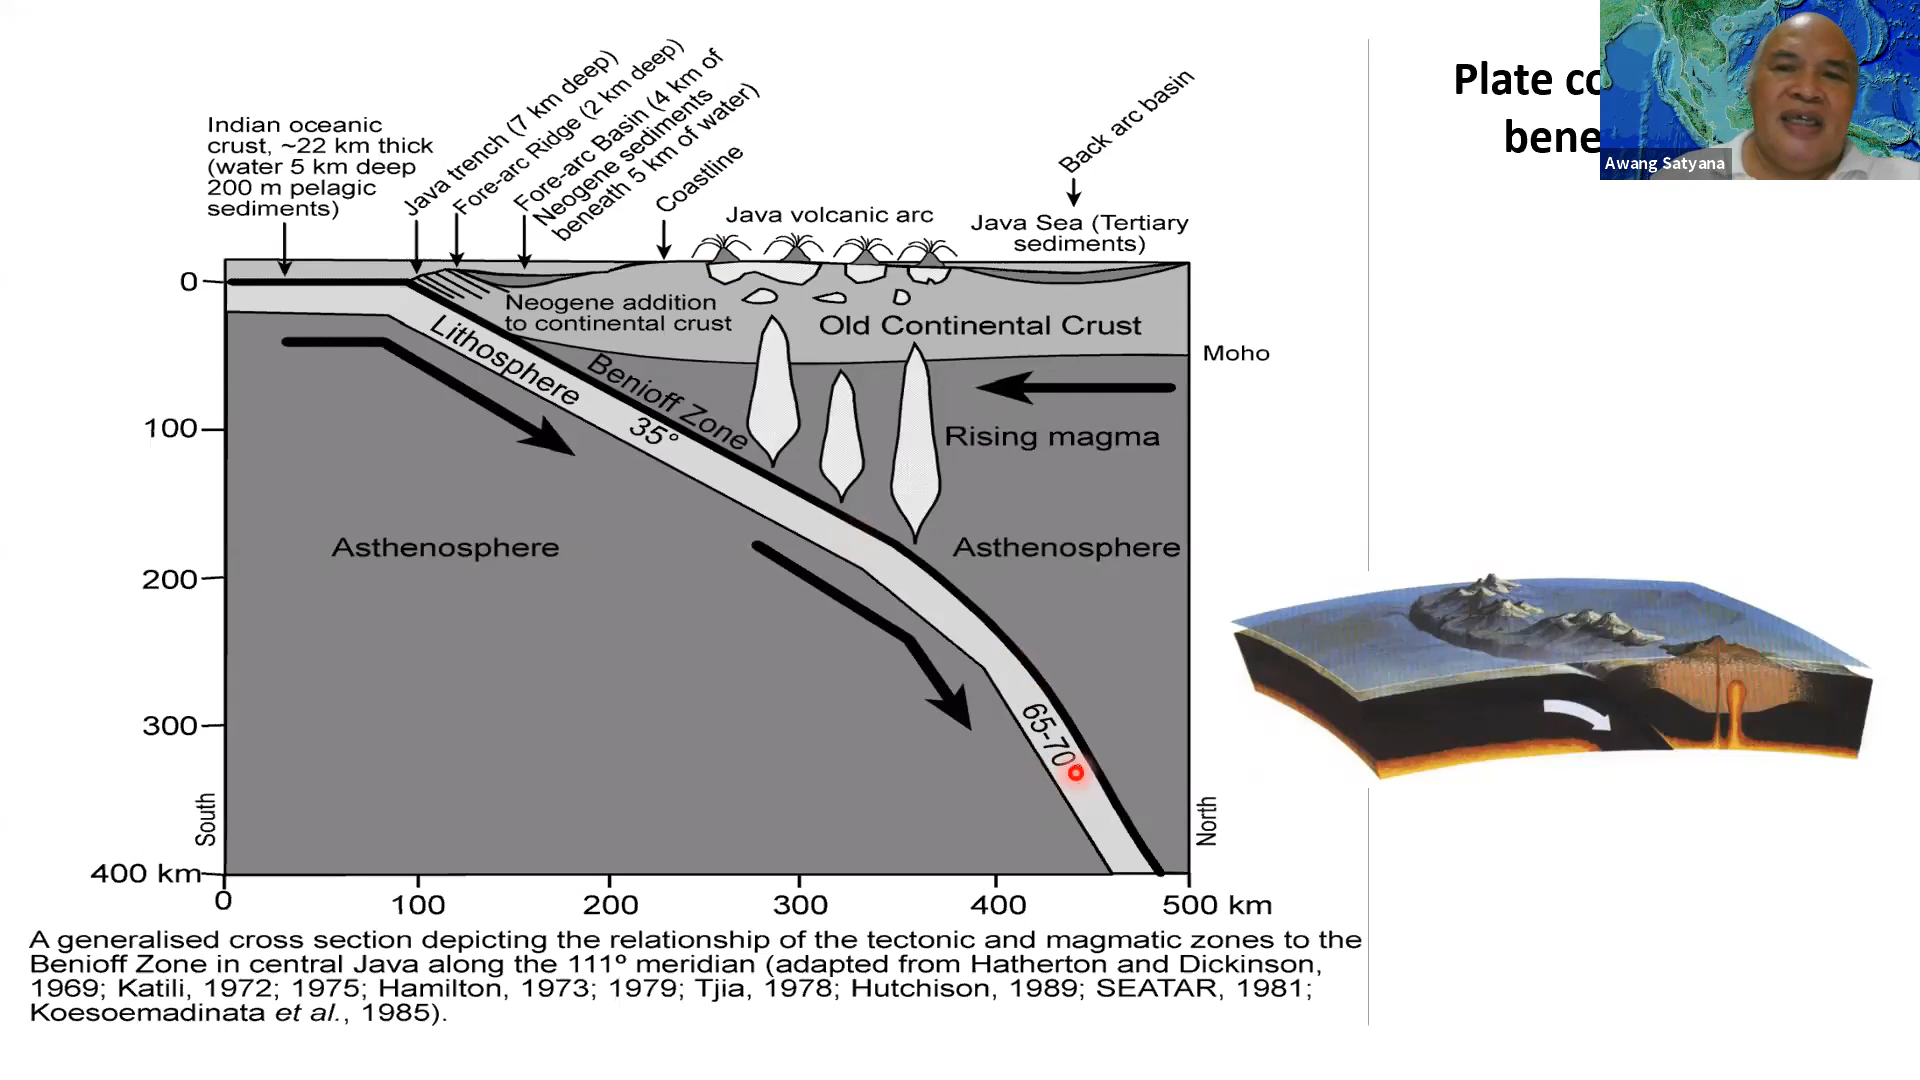 Plate co
bene
Awang Satyana
Indian oceanic
crust, ~22 km thick
(water 5 km deep
200 m pelagic
sediments)
Java trench (7 km deep)
Fore-arc Ridge (2 km deep)
Fore-arc Basin (4 km of
Neogene sediments
beneath 5 km of water)
Coastline
Java volcanic arc
Back arc basin
Java Sea (Tertiary
sediments)
0
Neogene addition
to continental crust
Old Continental Crust
Moho
Lithosphere
Benioff Zone
35°
100
Rising magma
Asthenosphere
Asthenosphere
200
300
65-70°
South
North
400 km
0
100
200
300
400
500 km
A generalised cross section depicting the relationship of the tectonic and magmatic zones to the
Benioff Zone in central Java along the 111º meridian (adapted from Hatherton and Dickinson,
1969; Katili, 1972; 1975; Hamilton, 1973; 1979; Tjia, 1978; Hutchison, 1989; SEATAR, 1981;
Koesoemadinata et al., 1985).